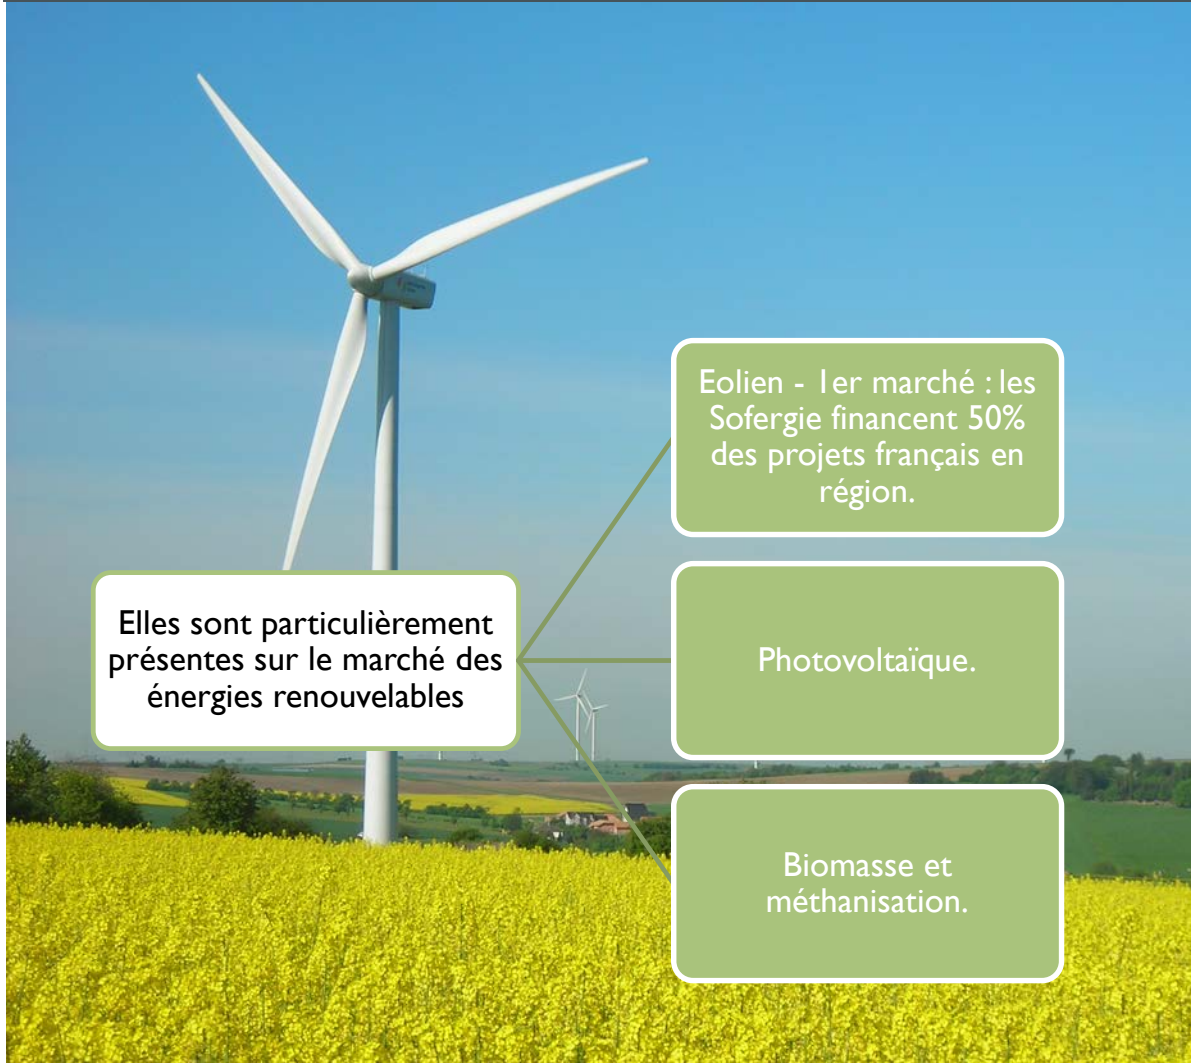 Eolien - 1er marché : les
Sofergie financent 50%
des projets français en
région.
Elles sont particulièrement
présentes sur le marché des
énergies renouvelables
Photovoltaïque.
Biomasse et
méthanisation.